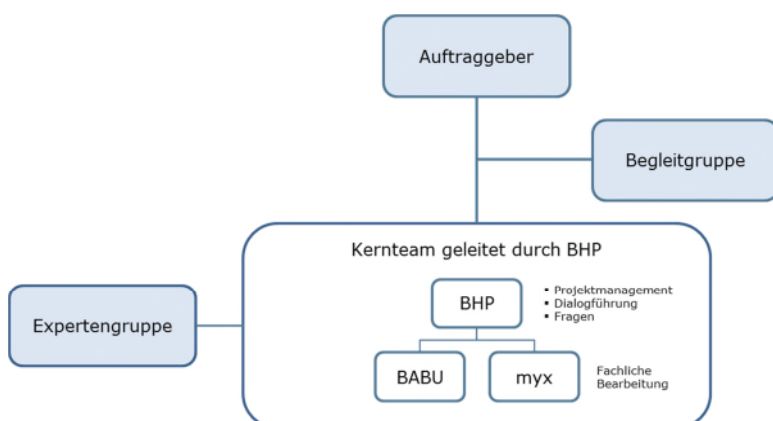 Auftraggeber
Begleitgruppe
Kernteam geleitet durch BHP
BHP
▪ Projektmanagement
▪ Dialogführung
▪ Fragen
Expertengruppe
BABU
myx
Fachliche
Bearbeitung